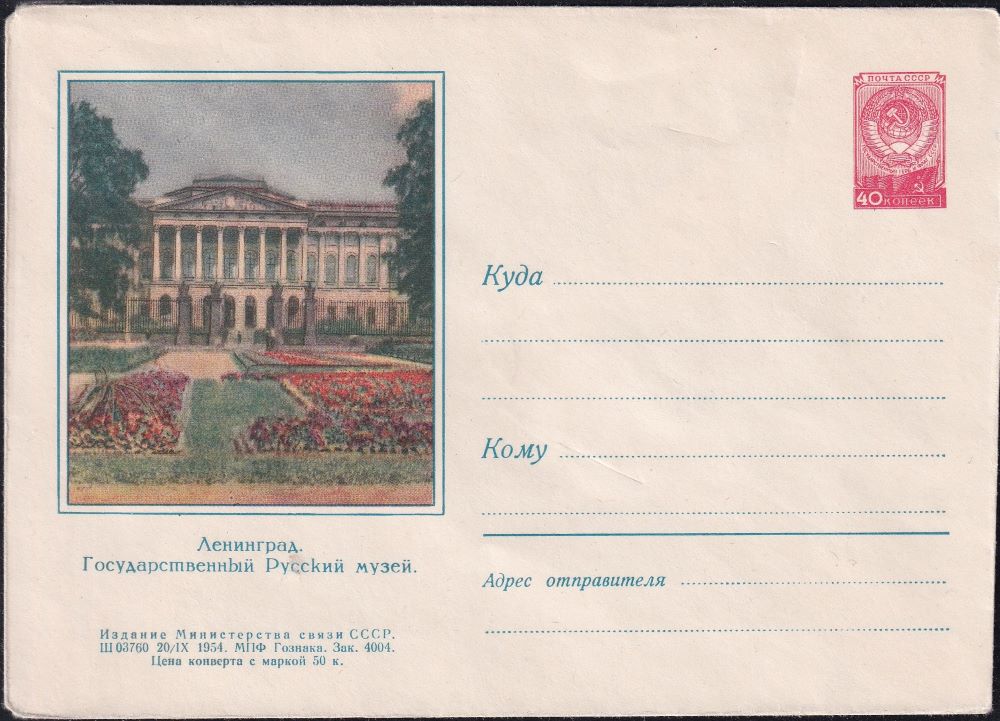 ПОЧТА СССР
40 КОПЕЕК
Куда
Кому
Ленинград.
Государственный Русский музей.
Адрес отправителя
Издание Министерства связи СССР.
Ш 03760 20/IX 1954. МПФ Гознака. Зак. 4004.
Цена конверта с маркой 50 к.